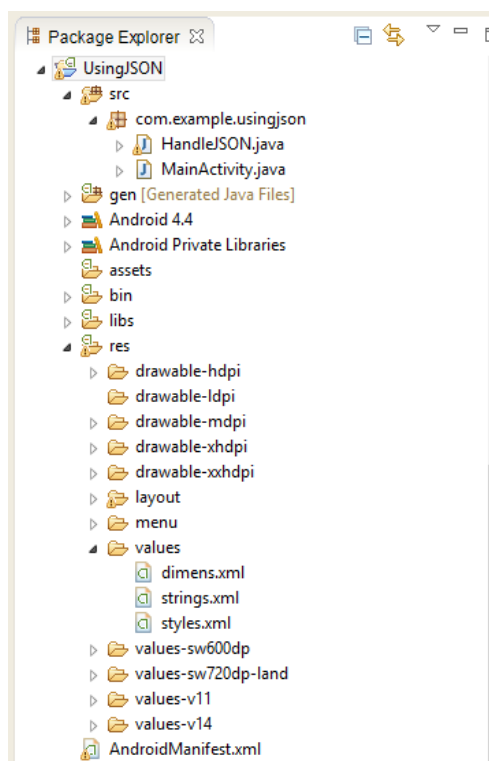 Package Explorer
UsingJSON
src
com.example.usingjson
HandleJSON.java
MainActivity.java
gen [Generated Java Files]
Android 4.4
Android Private Libraries
assets
bin
libs
res
drawable-hdpi
drawable-ldpi
drawable-mdpi
drawable-xhdpi
drawable-xxhdpi
layout
menu
values
dimens.xml
strings.xml
styles.xml
values-sw600dp
values-sw720dp-land
values-v11
values-v14
AndroidManifest.xml